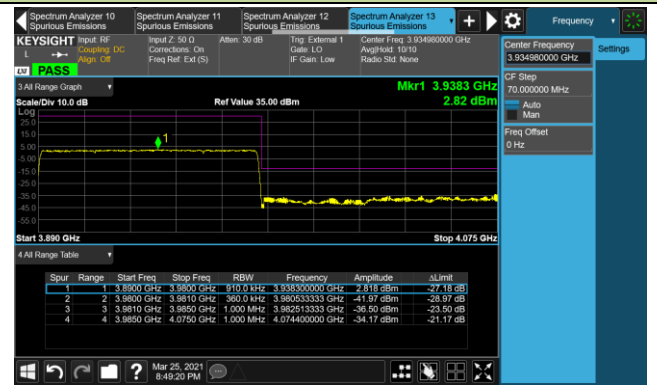 Spectrum Analyzer 10
Spurious Emissions
Spectrum Analyzer 11
Spurious Emissions
Spectrum Analyzer 12
Spurious Emissions
Spectrum Analyzer 13
Spurious Emissions
Frequency
KEYSIGHT
L
PASS
Input: RF
Coupling: DC
Align: Off
Input Z: 50 Ω
Corrections: On
Freq Ref: Ext (S)
Atten: 30 dB
Trig: External 1
Gate: LO
IF Gain: Low
Center Freq: 3.934980000 GHz
Avg|Hold: 10/10
Radio Std: None
Center Frequency
3.934980000 GHz
Settings
CF Step
70.000000 MHz
Auto
Man
Freq Offset
0 Hz
3 All Range Graph
Mkr1 3.9383 GHz
Scale/Div 10.0 dB
Ref Value 35.00 dBm
2.82 dBm
Log
25.0
15.0
5.00
-5.00
-15.0
-25.0
-35.0
-45.0
-55.0
1
Start 3.890 GHz
Stop 4.075 GHz
4 All Range Table
Spur Range Start Freq Stop Freq RBW Frequency Amplitude ΔLimit
1 1 3.8900 GHz 3.9800 GHz 910.0 kHz 3.938300000 GHz 2.818 dBm -27.18 dB
2 2 3.9800 GHz 3.9810 GHz 360.0 kHz 3.980533333 GHz -41.97 dBm -28.97 dB
3 3 3.9810 GHz 3.9850 GHz 1.000 MHz 3.982513333 GHz -36.50 dBm -23.50 dB
4 4 3.9850 GHz 4.0750 GHz 1.000 MHz 4.074400000 GHz -34.17 dBm -21.17 dB
?
Mar 25, 2021
8:49:20 PM